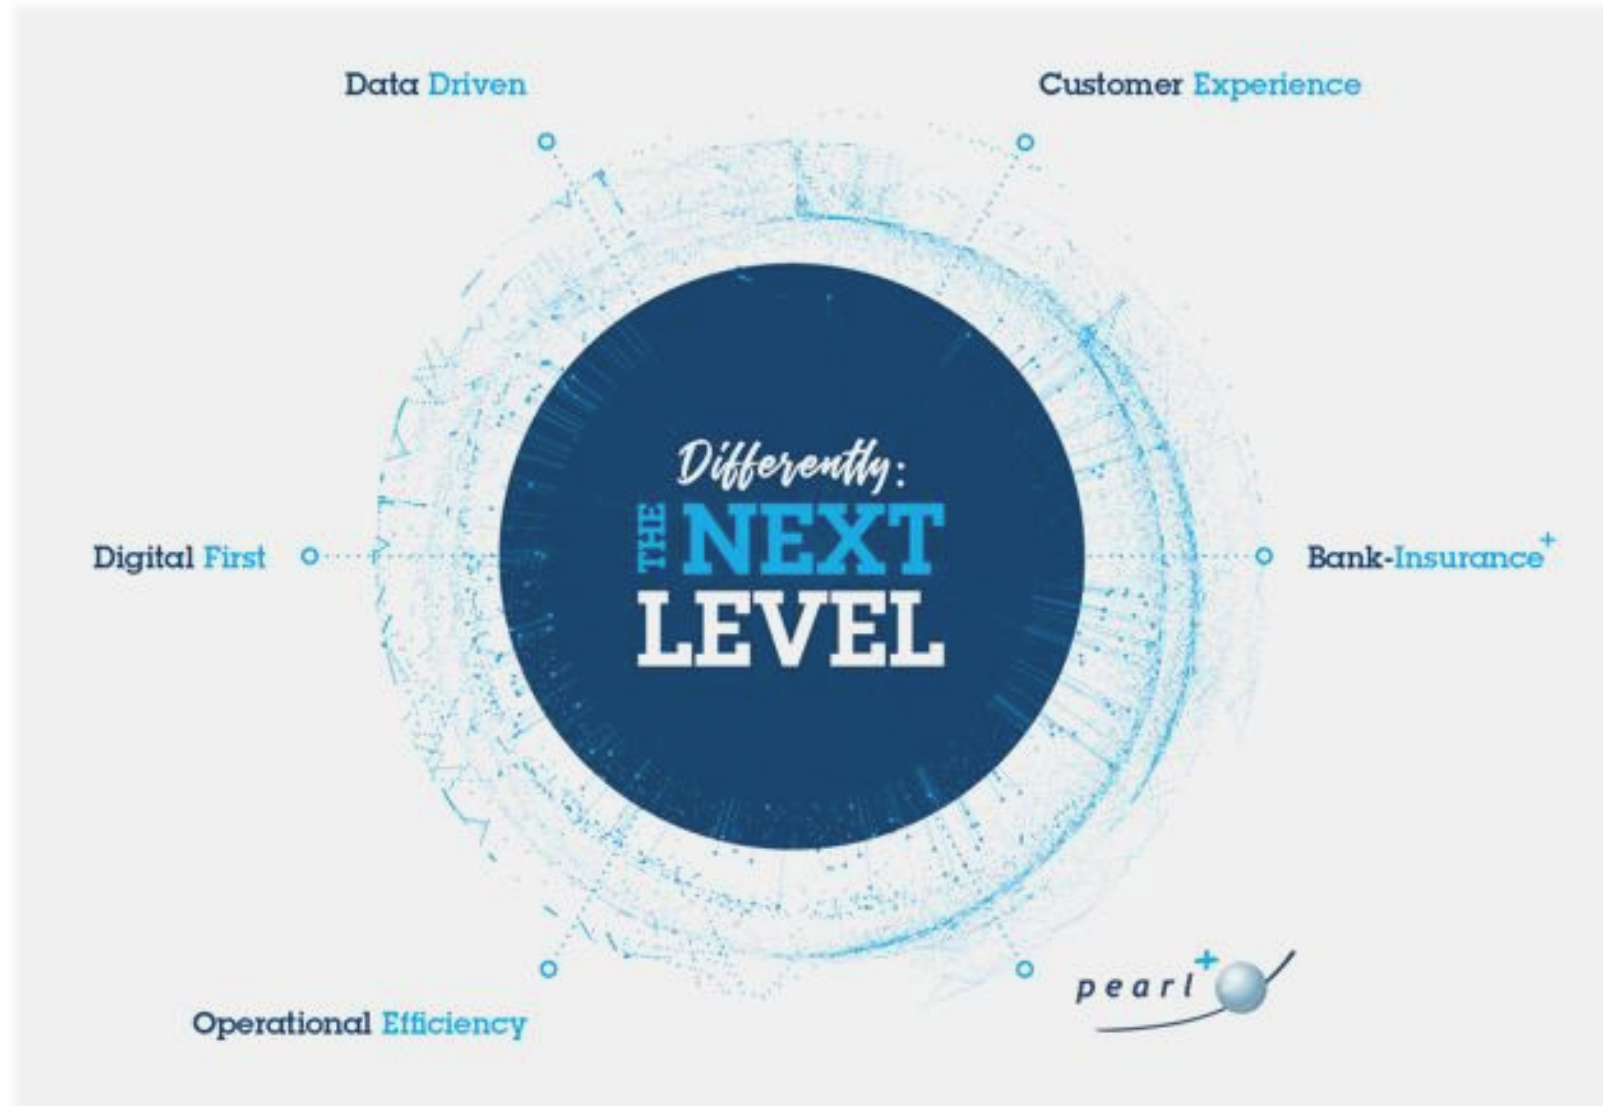 Data Driven
Customer Experience
Differently:
THE NEXT
LEVEL
Digital First
Bank-Insurance+
Operational Efficiency
pearl+